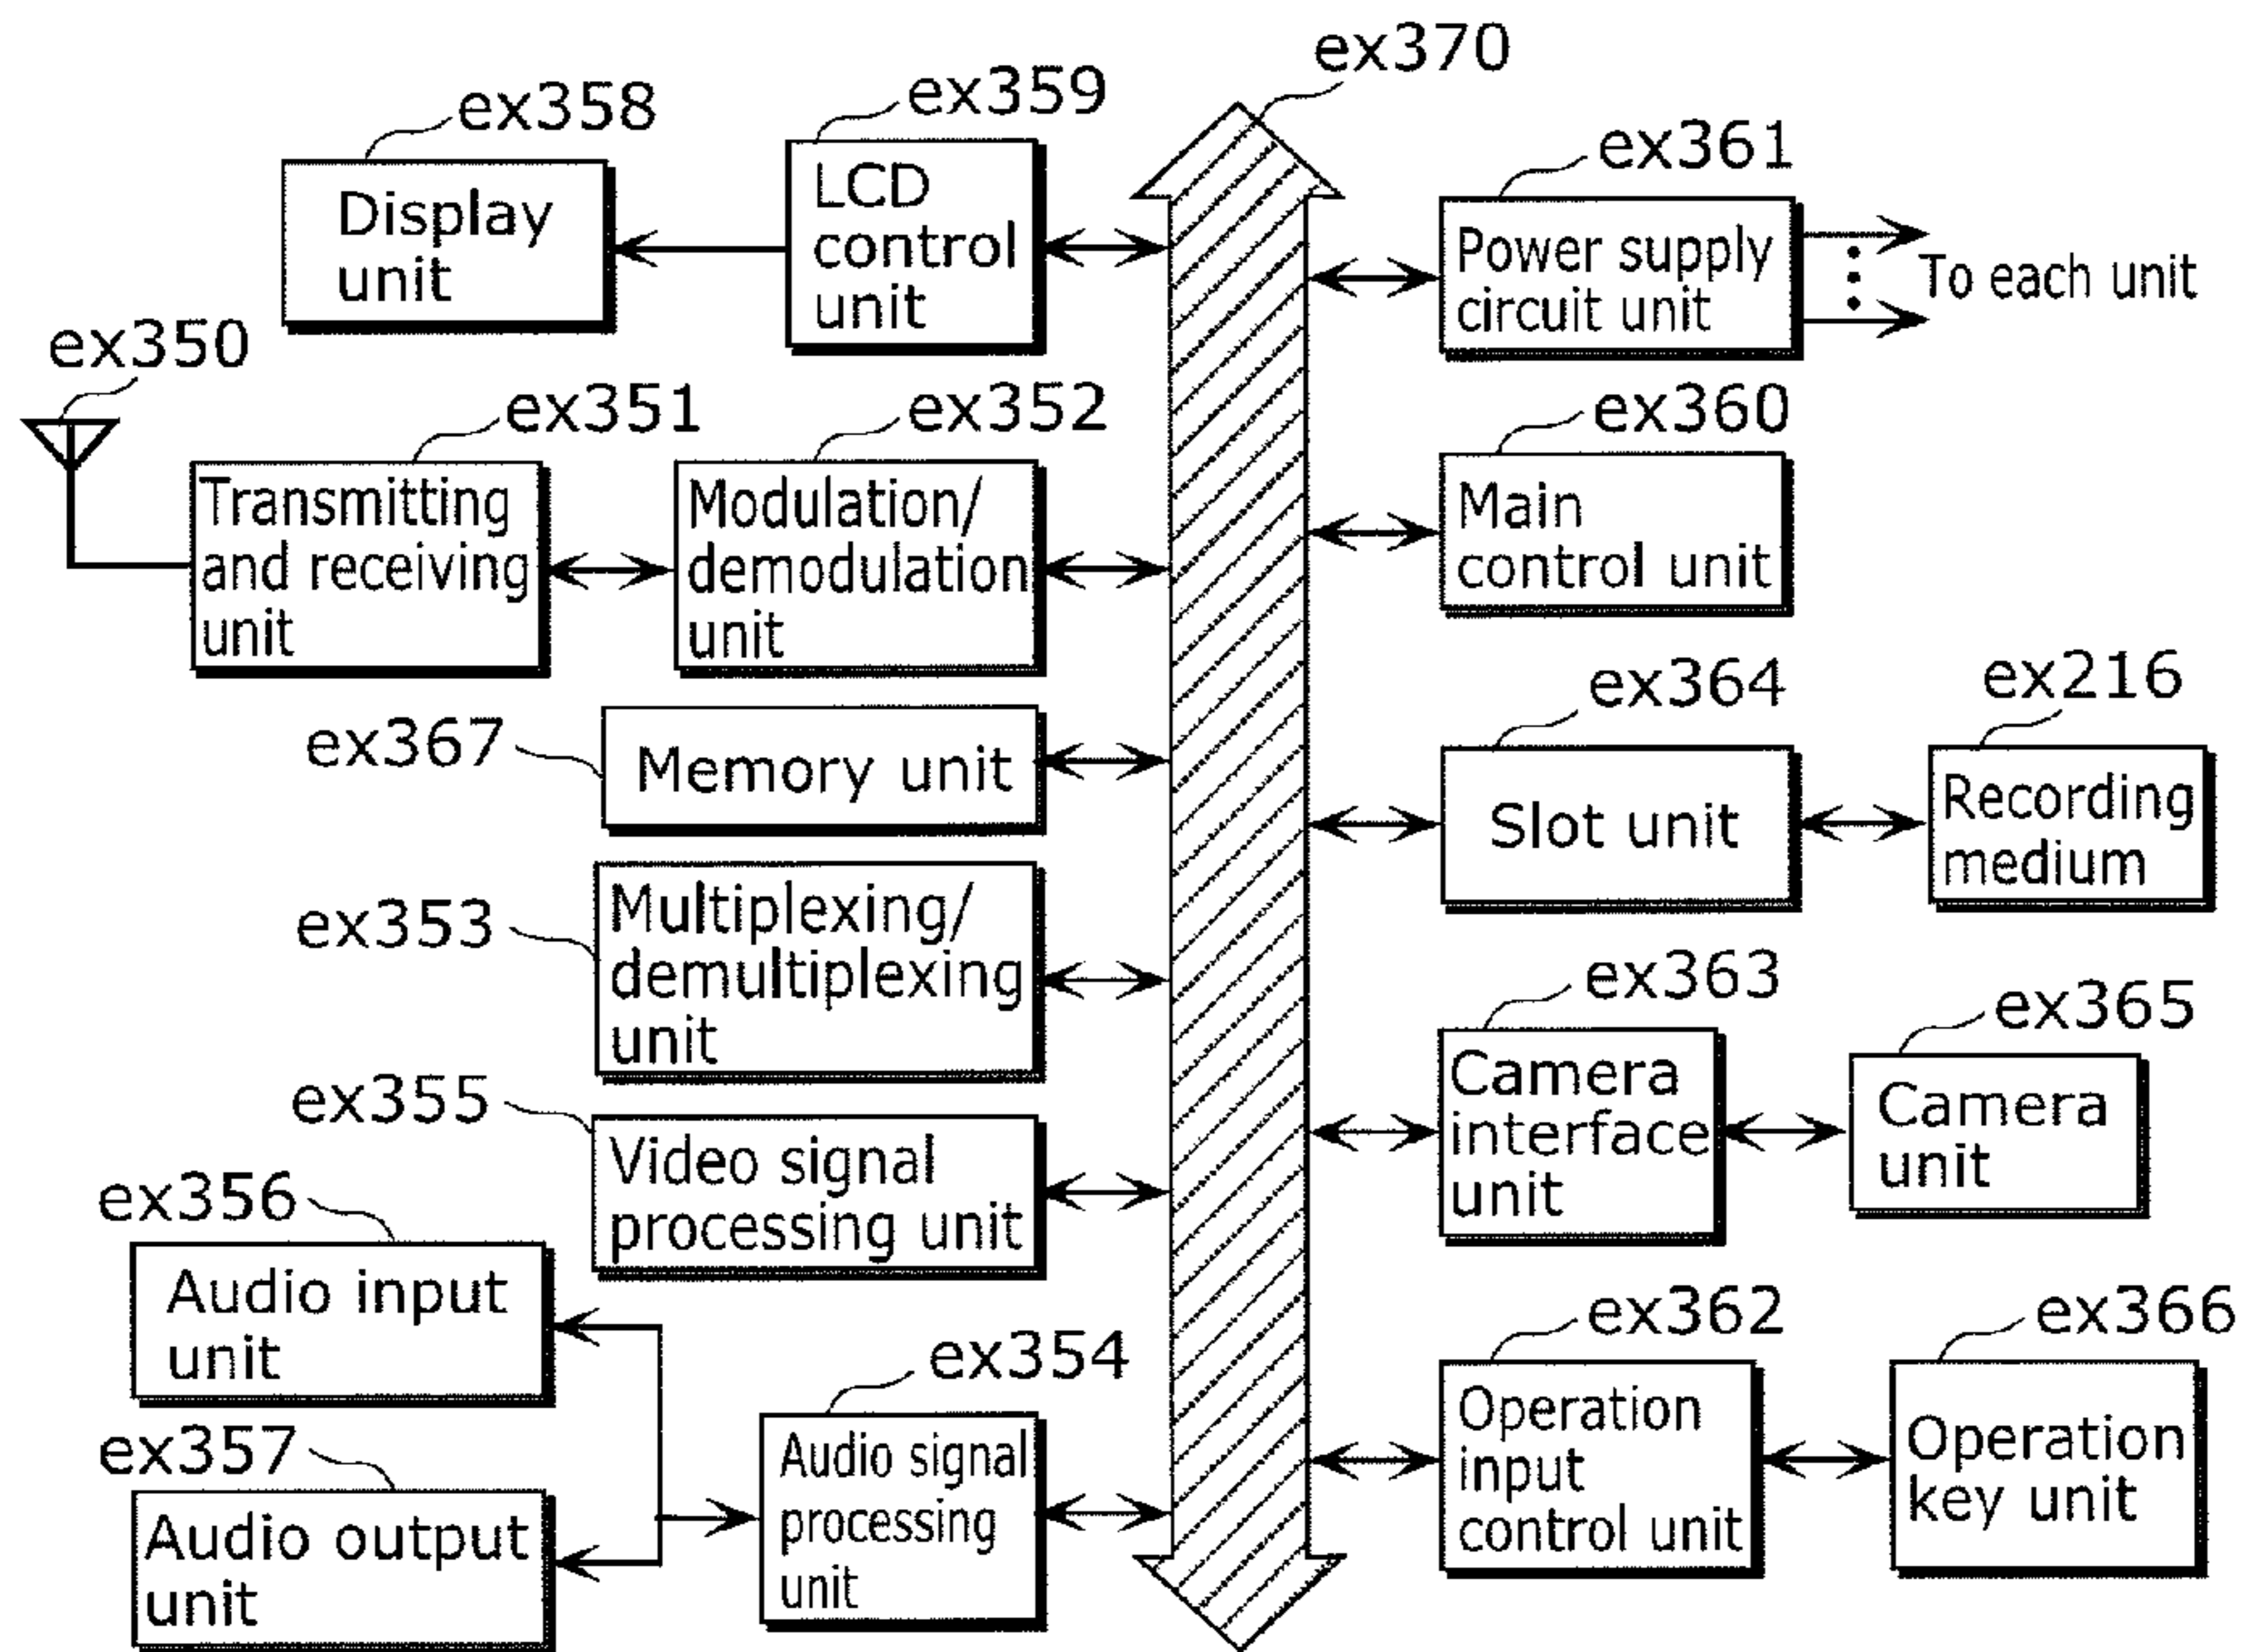 ex370
ex358
ex359
ex361
Display
unit
LCD
control
unit
Power supply
circuit unit
To each unit
ex350
ex351
ex352
ex360
Transmitting
and receiving
unit
Modulation/
demodulation
unit
Main
control unit
ex367
Memory unit
ex364
ex216
Slot unit
Recording
medium
ex353
Multiplexing/
demultiplexing
unit
ex363
ex365
Camera
interface
unit
Camera
unit
ex355
Video signal
processing unit
ex356
Audio input
unit
ex354
ex362
ex366
ex357
Audio output
unit
Audio signal
processing
unit
Operation
input
control unit
Operation
key unit